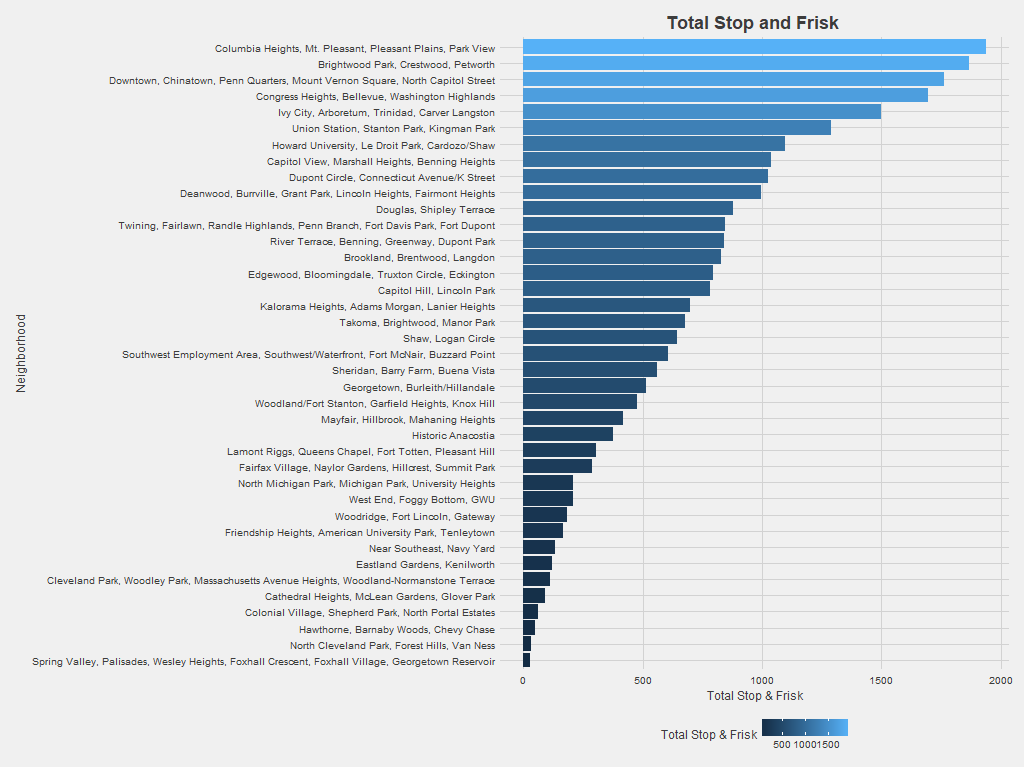 Total Stop and Frisk
Columbia Heights, Mt. Pleasant, Pleasant Plains, Park View
Brightwood Park, Crestwood, Petworth
Downtown, Chinatown, Penn Quarters, Mount Vernon Square, North Capitol Street
Congress Heights, Bellevue, Washington Highlands
Ivy City, Arboretum, Trinidad, Carver Langston
Union Station, Stanton Park, Kingman Park
Howard University, Le Droit Park, Cardozo/Shaw
Capitol View, Marshall Heights, Benning Heights
Dupont Circle, Connecticut Avenue/K Street
Deanwood, Burrville, Grant Park, Lincoln Heights, Fairmont Heights
Douglas, Shipley Terrace
Twining, Fairlawn, Randle Highlands, Penn Branch, Fort Davis Park, Fort Dupont
River Terrace, Benning, Greenway, Dupont Park
Brookland, Brentwood, Langdon
Edgewood, Bloomingdale, Truxton Circle, Eckington
Capitol Hill, Lincoln Park
Kalorama Heights, Adams Morgan, Lanier Heights
Takoma, Brightwood, Manor Park
Shaw, Logan Circle
Southwest Employment Area, Southwest/Waterfront, Fort McNair, Buzzard Point
Sheridan, Barry Farm, Buena Vista
Georgetown, Burleith/Hillandale
Woodland/Fort Stanton, Garfield Heights, Knox Hill
Mayfair, Hillbrook, Mahaning Heights
Historic Anacostia
Lamont Riggs, Queens Chapel, Fort Totten, Pleasant Hill
Fairfax Village, Naylor Gardens, Hillcrest, Summit Park
North Michigan Park, Michigan Park, University Heights
West End, Foggy Bottom, GWU
Woodridge, Fort Lincoln, Gateway
Friendship Heights, American University Park, Tenleytown
Near Southeast, Navy Yard
Eastland Gardens, Kenilworth
Cleveland Park, Woodley Park, Massachusetts Avenue Heights, Woodland-Normanstone Terrace
Cathedral Heights, McLean Gardens, Glover Park
Colonial Village, Shepherd Park, North Portal Estates
Hawthorne, Barnaby Woods, Chevy Chase
North Cleveland Park, Forest Hills, Van Ness
Spring Valley, Palisades, Wesley Heights, Foxhall Crescent, Foxhall Village, Georgetown Reservoir
Neighborhood
0 500 1000 1500 2000
Total Stop & Frisk
Total Stop & Frisk
500 1000 1500